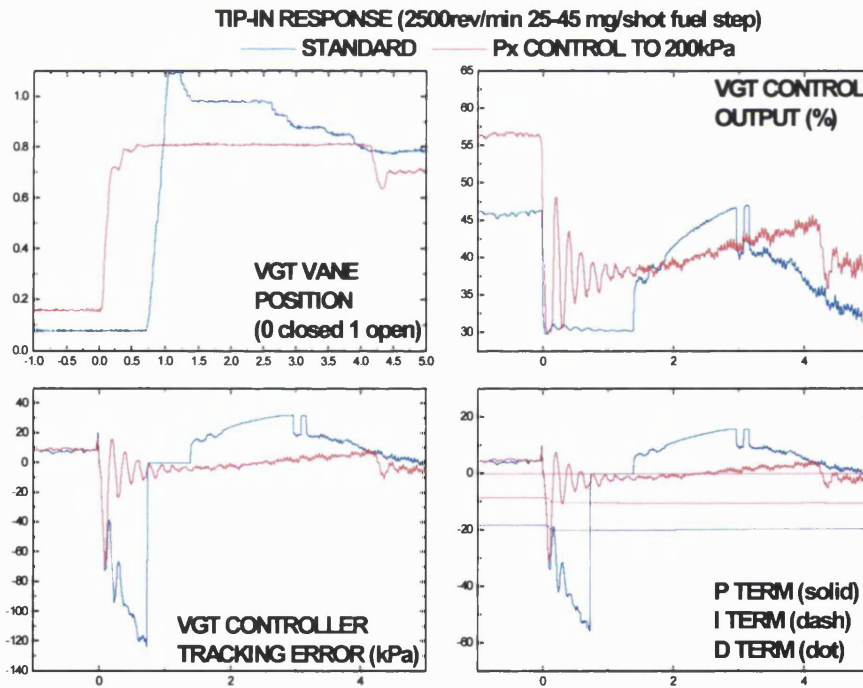 TIP-IN RESPONSE (2500rev/min 25-45 mg/shot fuel step)
STANDARD
Px CONTROL TO 200kPa
1.0
0.8
0.6
0.4
0.2
0.0
-1.0 -0.5 0.0 0.5 1.0 1.5 2.0 2.5 3.0 3.5 4.0 4.5 5.0
VGT VANE
POSITION
(0 closed 1 open)
65
60
55
50
45
40
35
30
0 2 4
VGT CONTROL
OUTPUT (%)
40
20
0
-20
-40
-60
-80
-100
-120
-140
0 2 4
VGT CONTROLLER
TRACKING ERROR (kPa)
20
0
-20
-40
-60
0 2 4
P TERM (solid)
I TERM (dash)
D TERM (dot)